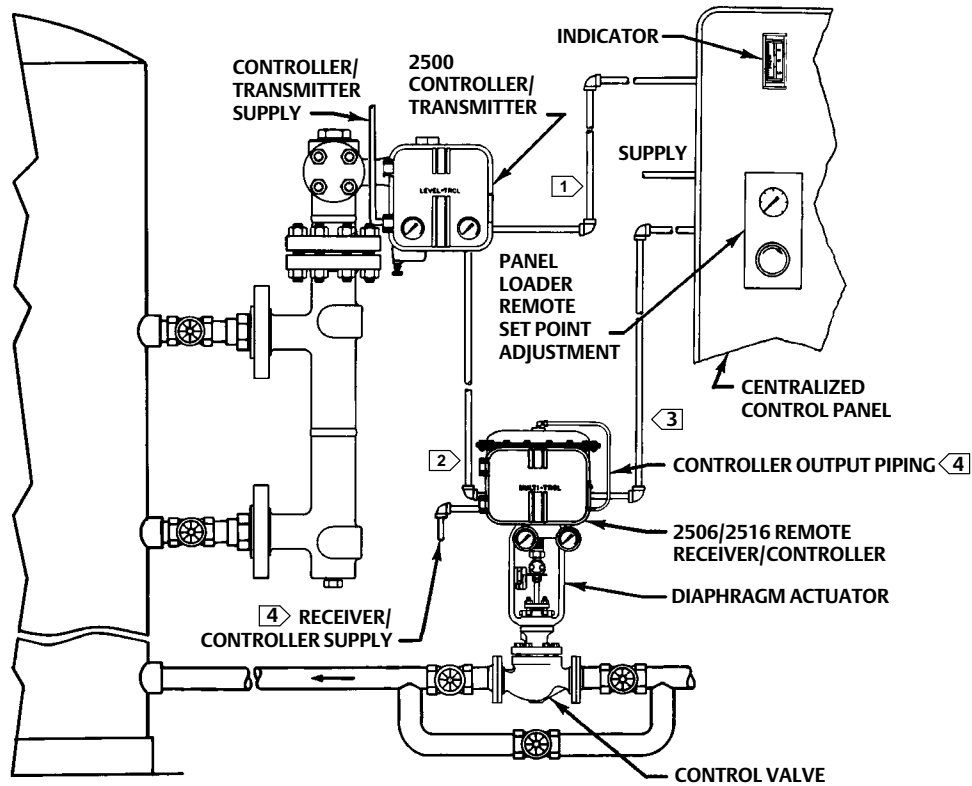 INDICATOR
CONTROLLER/
TRANSMITTER
SUPPLY
2500
CONTROLLER/
TRANSMITTER
SUPPLY
1
LEVEL-TROL
PANEL
LOADER
REMOTE
SET POINT
ADJUSTMENT
CENTRALIZED
CONTROL PANEL
3
2
CONTROLLER OUTPUT PIPING 4
MULTI-TROL
2506/2516 REMOTE
RECEIVER/CONTROLLER
DIAPHRAGM ACTUATOR
4 RECEIVER/
CONTROLLER SUPPLY
CONTROL VALVE